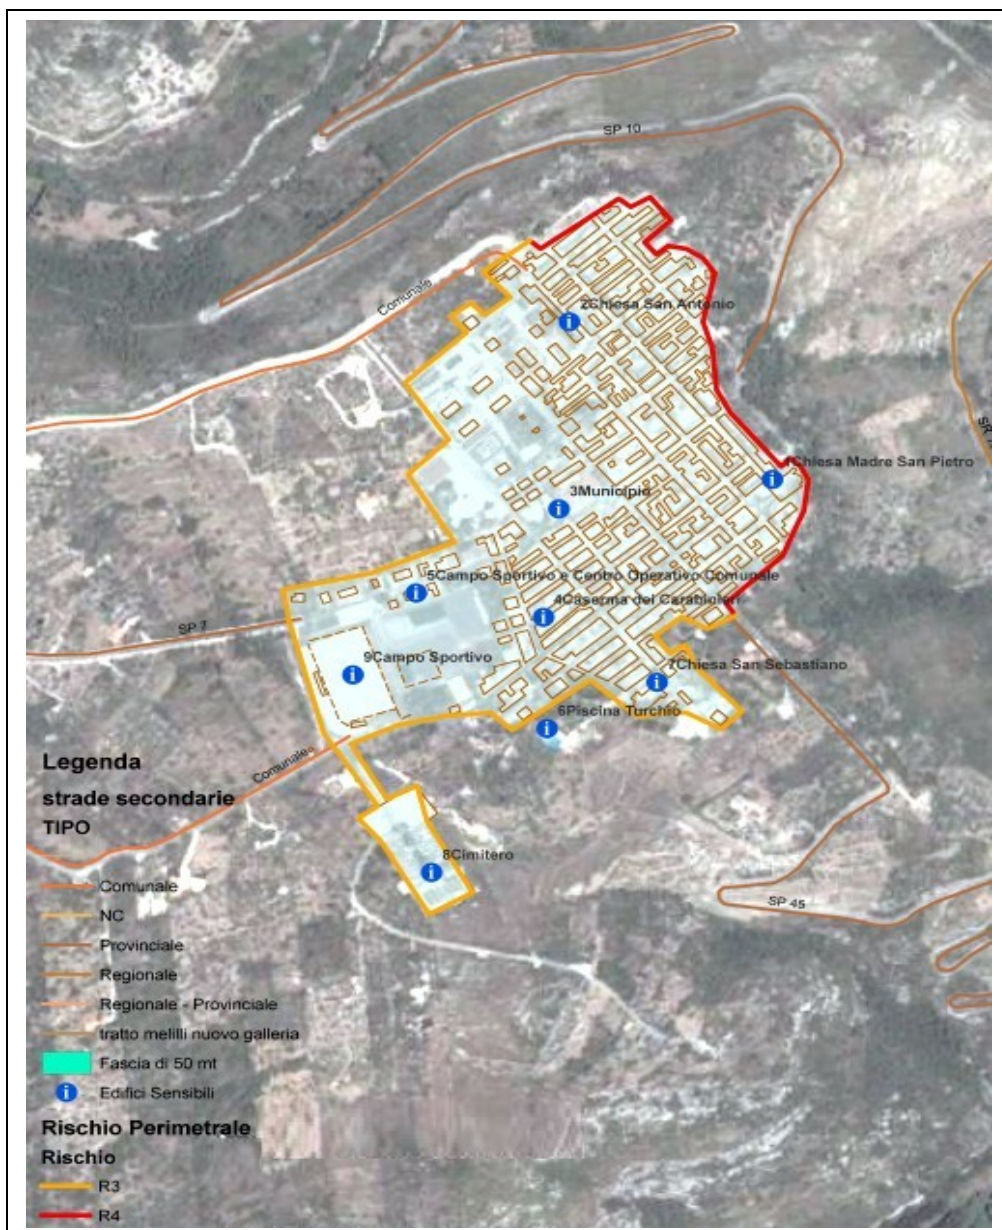 SP 10
Comunale
2Chiesa San Antonio
SR
1Chiesa Madre San Pietro
3Municipio
5Campo Sportivo e Centro Operativo Comunale
4Caserma dei Carabinieri
SP 7
9Campo Sportivo
7Chiesa San Sebastiano
6Piscina Turchio
Comunale
8Cimitero
SP 45
Legenda
strade secondarie
TIPO
Comunale
NC
Provinciale
Regionale
Regionale - Provinciale
tratto melilli nuovo galleria
Fascia di 50 mt
Edifici Sensibili
Rischio Perimetrale
Rischio
R3
R4